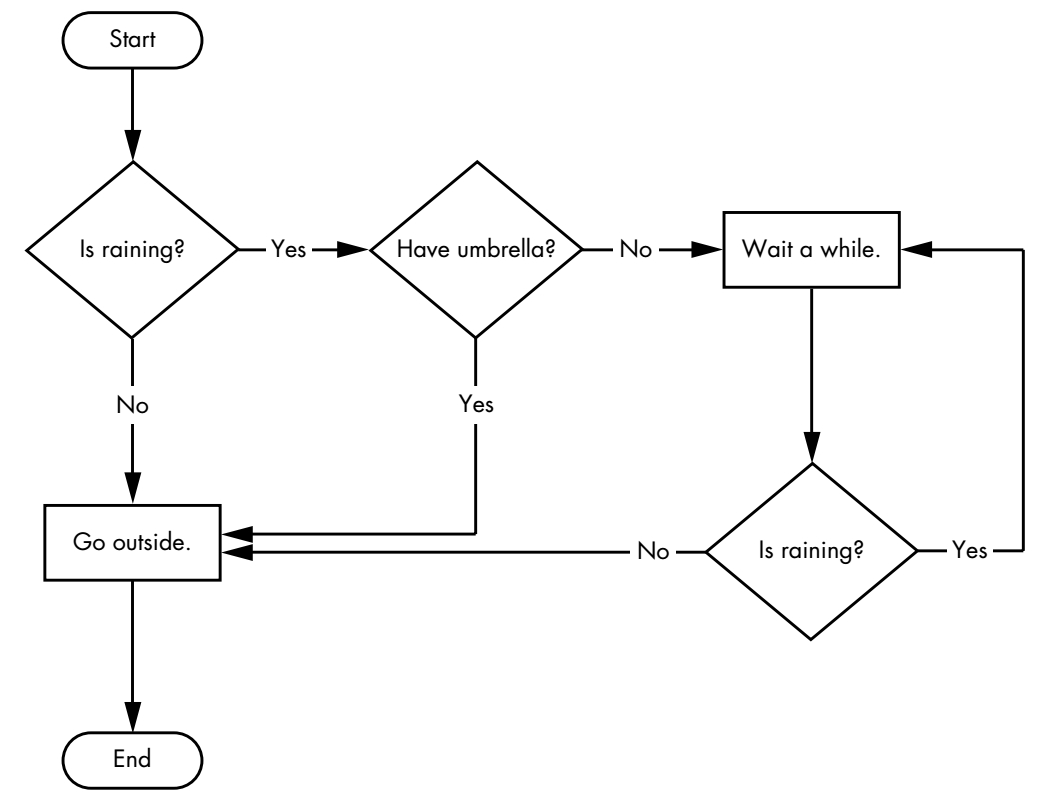 Start
Is raining?
Yes
Have umbrella?
No
Wait a while.
No
Yes
Go outside.
No
Is raining?
Yes
End